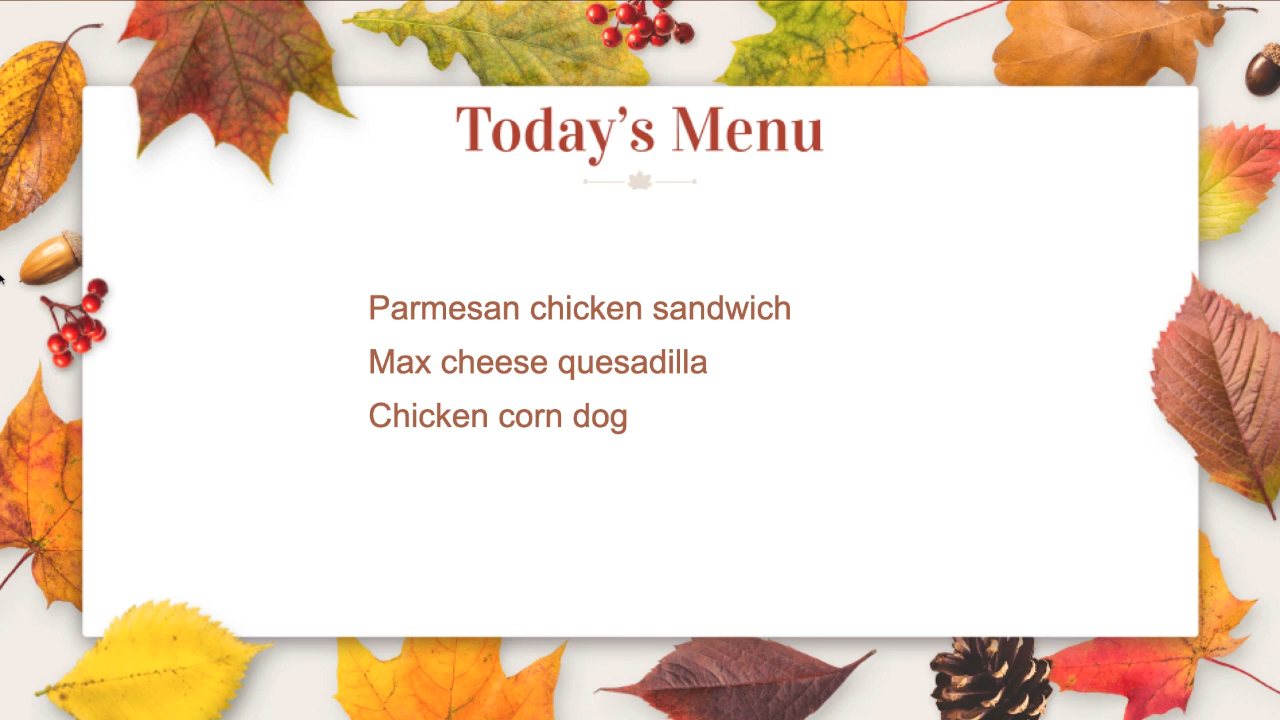 Today’s Menu
Parmesan chicken sandwich
Max cheese quesadilla
Chicken corn dog